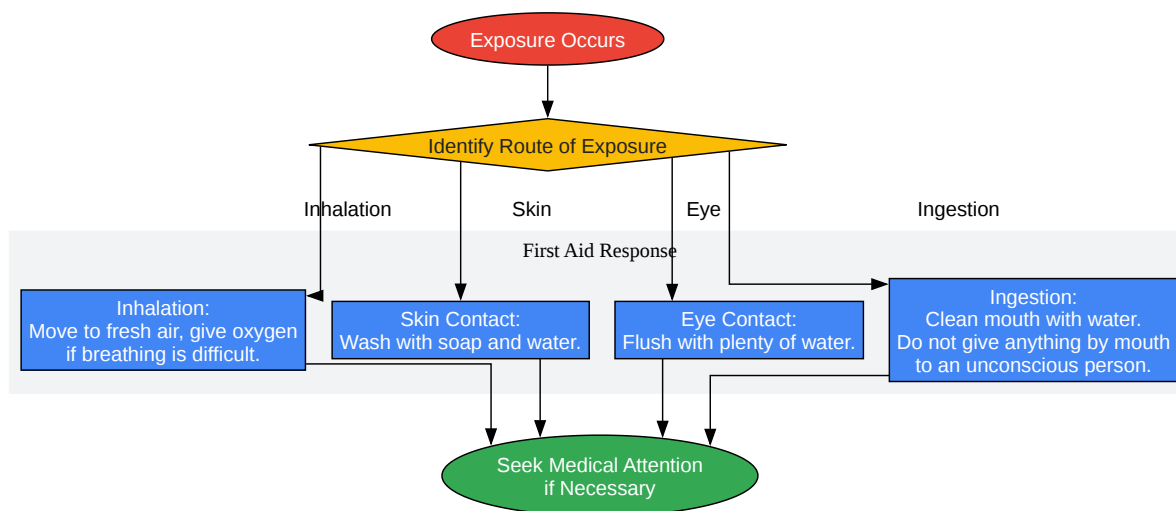 Exposure Occurs
Identify Route of Exposure
Inhalation
Skin
Eye
Ingestion
First Aid Response
Inhalation:
Move to fresh air, give oxygen
if breathing is difficult.
Skin Contact:
Wash with soap and water.
Eye Contact:
Flush with plenty of water.
Ingestion:
Clean mouth with water.
Do not give anything by mouth
to an unconscious person.
Seek Medical Attention
if Necessary